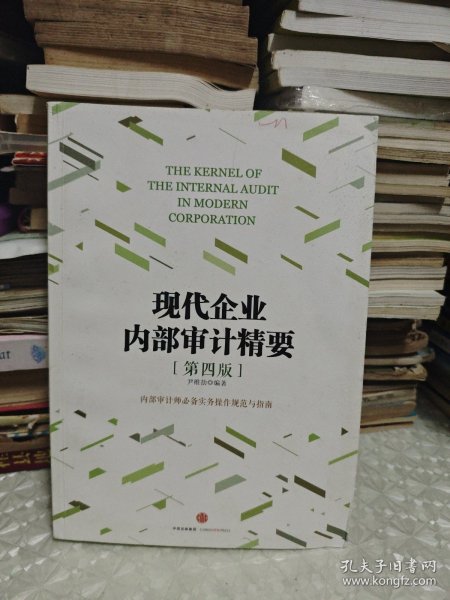 THE KERNEL OF
THE INTERNAL AUDIT
IN MODERN
CORPORATION
现代企业
内部审计精要
[第四版]
尹维劼◎编著
内部审计师必备实务操作规范与指南
中国出版集团
孔夫子旧书网
www.kongfz.com